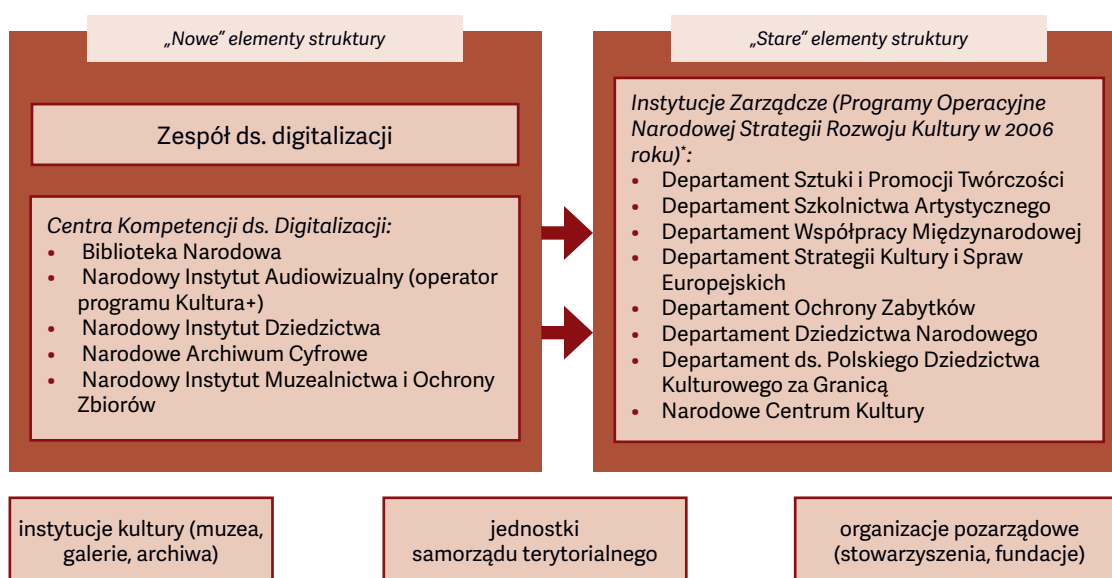 „Nowe” elementy struktury
Zespół ds. digitalizacji
Centra Kompetencji ds. Digitalizacji:
• Biblioteka Narodowa
• Narodowy Instytut Audiowizualny (operator
programu Kultura+)
• Narodowy Instytut Dziedzictwa
• Narodowe Archiwum Cyfrowe
• Narodowy Instytut Muzealnictwa i Ochrony
Zbiorów
„Stare” elementy struktury
Instytucje Zarządcze (Programy Operacyjne
Narodowej Strategii Rozwoju Kultury w 2006
roku)*:
• Departament Sztuki i Promocji Twórczości
• Departament Szkolnictwa Artystycznego
• Departament Współpracy Międzynarodowej
• Departament Strategii Kultury i Spraw
Europejskich
• Departament Ochrony Zabytków
• Departament Dziedzictwa Narodowego
• Departament ds. Polskiego Dziedzictwa
Kulturowego za Granicą
• Narodowe Centrum Kultury
instytucje kultury (muzea,
galerie, archiwa)
jednostki
samorządu terytorialnego
organizacje pozarządowe
(stowarzyszenia, fundacje)